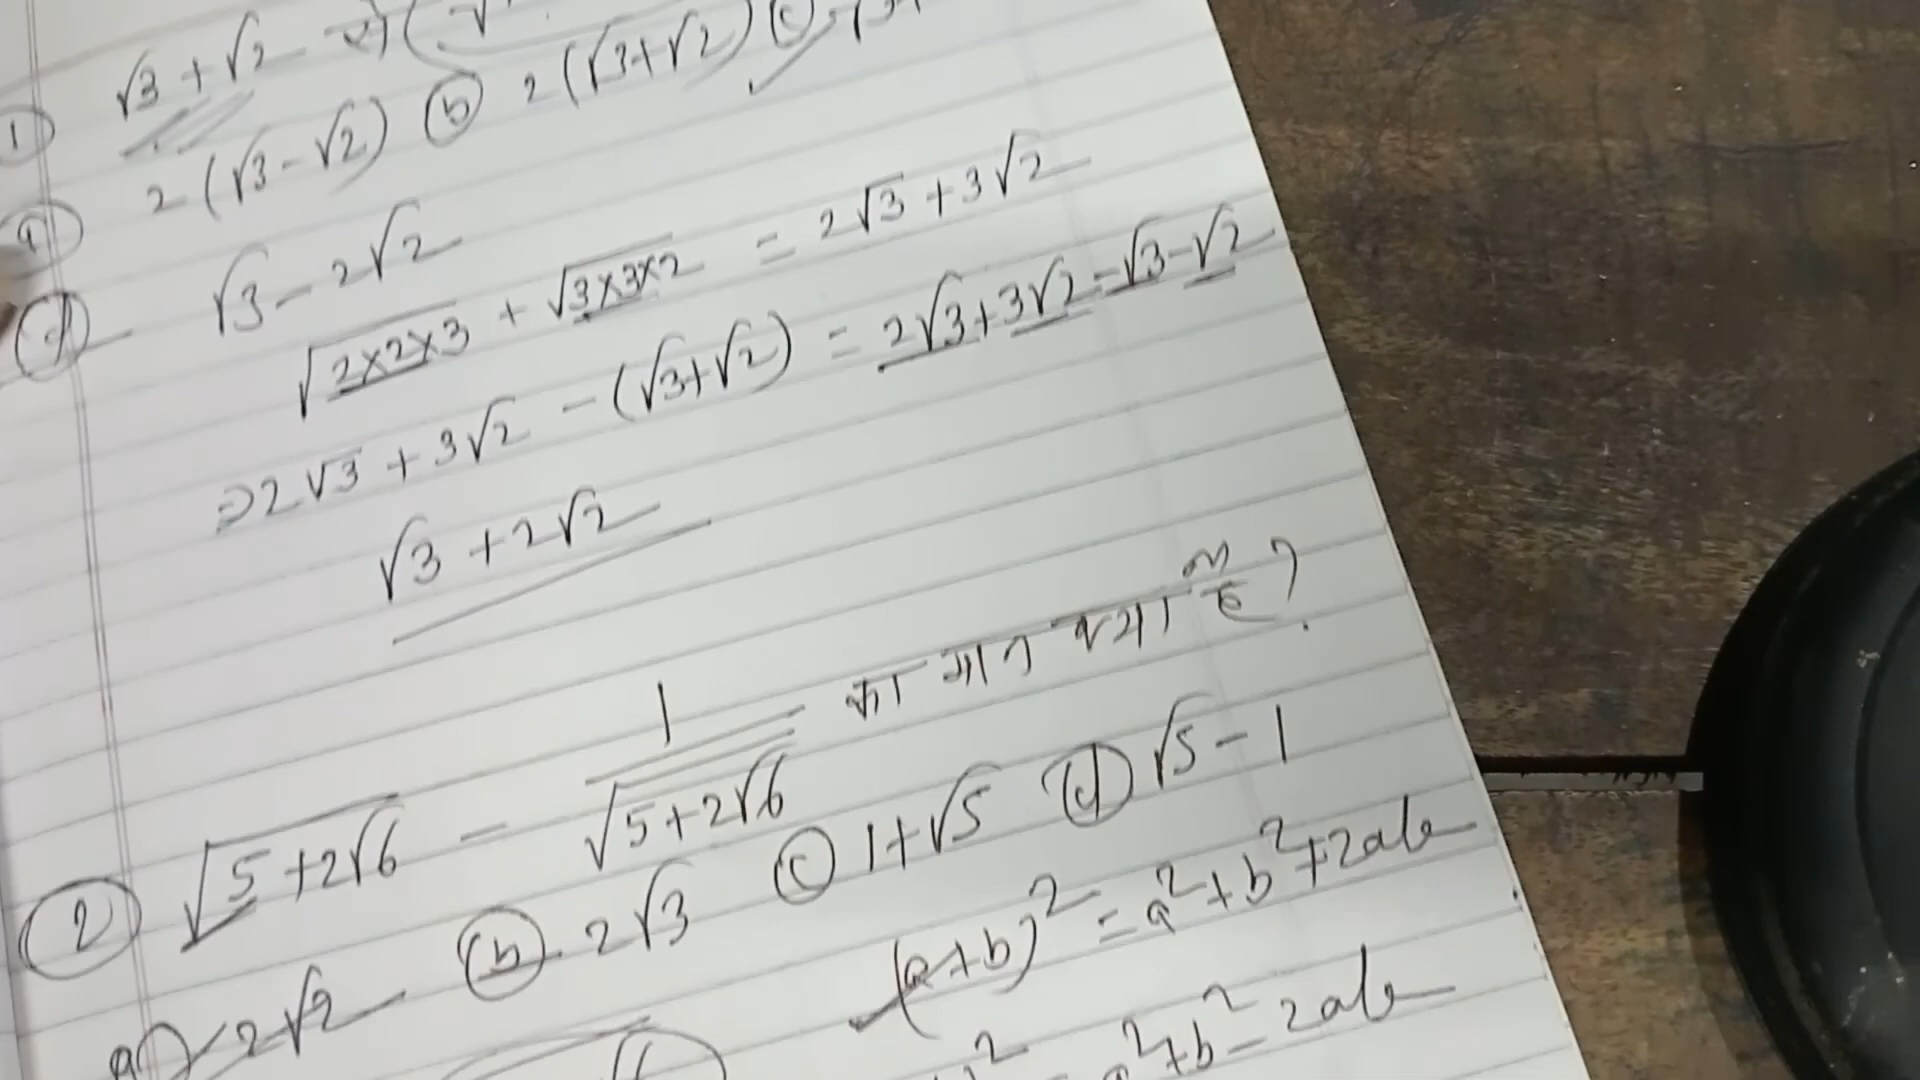 ① √3 + √2 से (√
ⓐ 2(√3 - √2) ⓑ 2(√3+√2) ⓒ √3+
ⓓ √3 - 2√2
√2×2×3 + √3×3×2 = 2√3 + 3√2
⇒ 2√3 + 3√2 - (√3+√2) = 2√3+3√2-√3-√2
√3 + 2√2
② √5+2√6 - 1/√5+2√6 का मान क्या है ?
ⓐ 2√2 ⓑ 2√3 ⓒ 1+√5 ⓓ √5 - 1
(a+b)² = a²+b²+2ab
² a²+b²-2ab